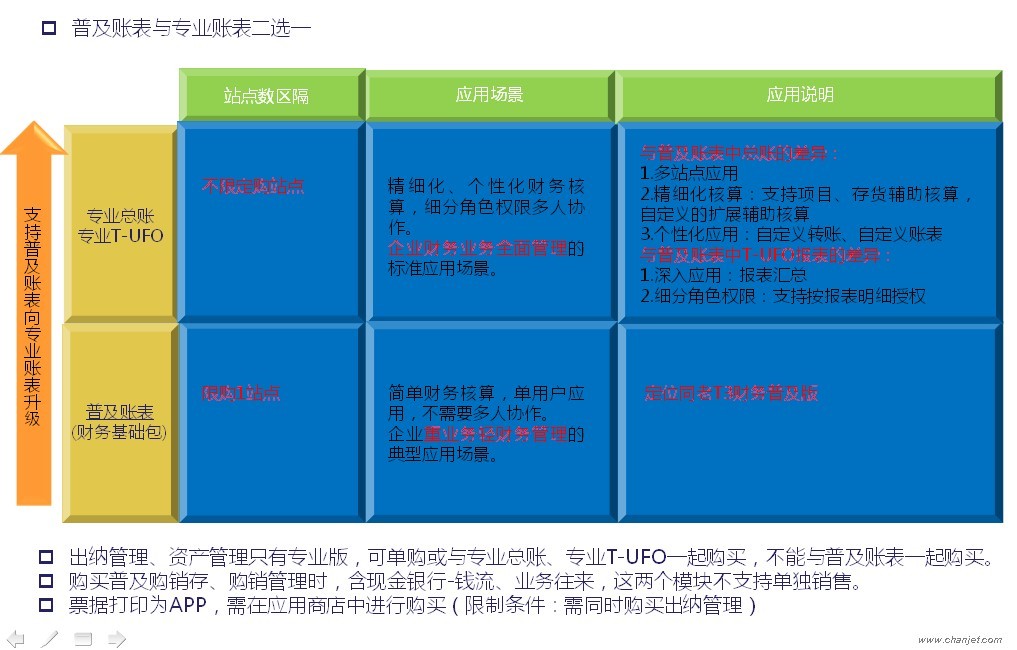 普及账表与专业账表二选一
站点数区隔
应用场景
应用说明
支持普及账表向专业账表升级
专业总账
专业T-UFO
不限定购站点
精细化、个性化财务核
算，细分角色权限多人协
作。
企业财务业务全面管理的
标准应用场景。
与普及账表中总账的差异：
1.多站点应用
2.精细化核算：支持项目、存货辅助核算，
自定义的扩展辅助核算
3.个性化应用：自定义转账、自定义账表
与普及账表中T-UFO报表的差异：
1.深入应用：报表汇总
2.细分角色权限：支持按报表明细授权
普及账表
(财务基础包)
限购1站点
简单财务核算，单用户应
用，不需要多人协作。
企业重业务轻财务管理的
典型应用场景。
定位同老T3财务普及版
出纳管理、资产管理只有专业版，可单购或与专业总账、专业T-UFO一起购买，不能与普及账表一起购买。
购买普及购销存、购销管理时，含现金银行-钱流、业务往来，这两个模块不支持单独销售。
票据打印为APP，需在应用商店中进行购买（限制条件：需同时购买出纳管理）
www.chanjet.com